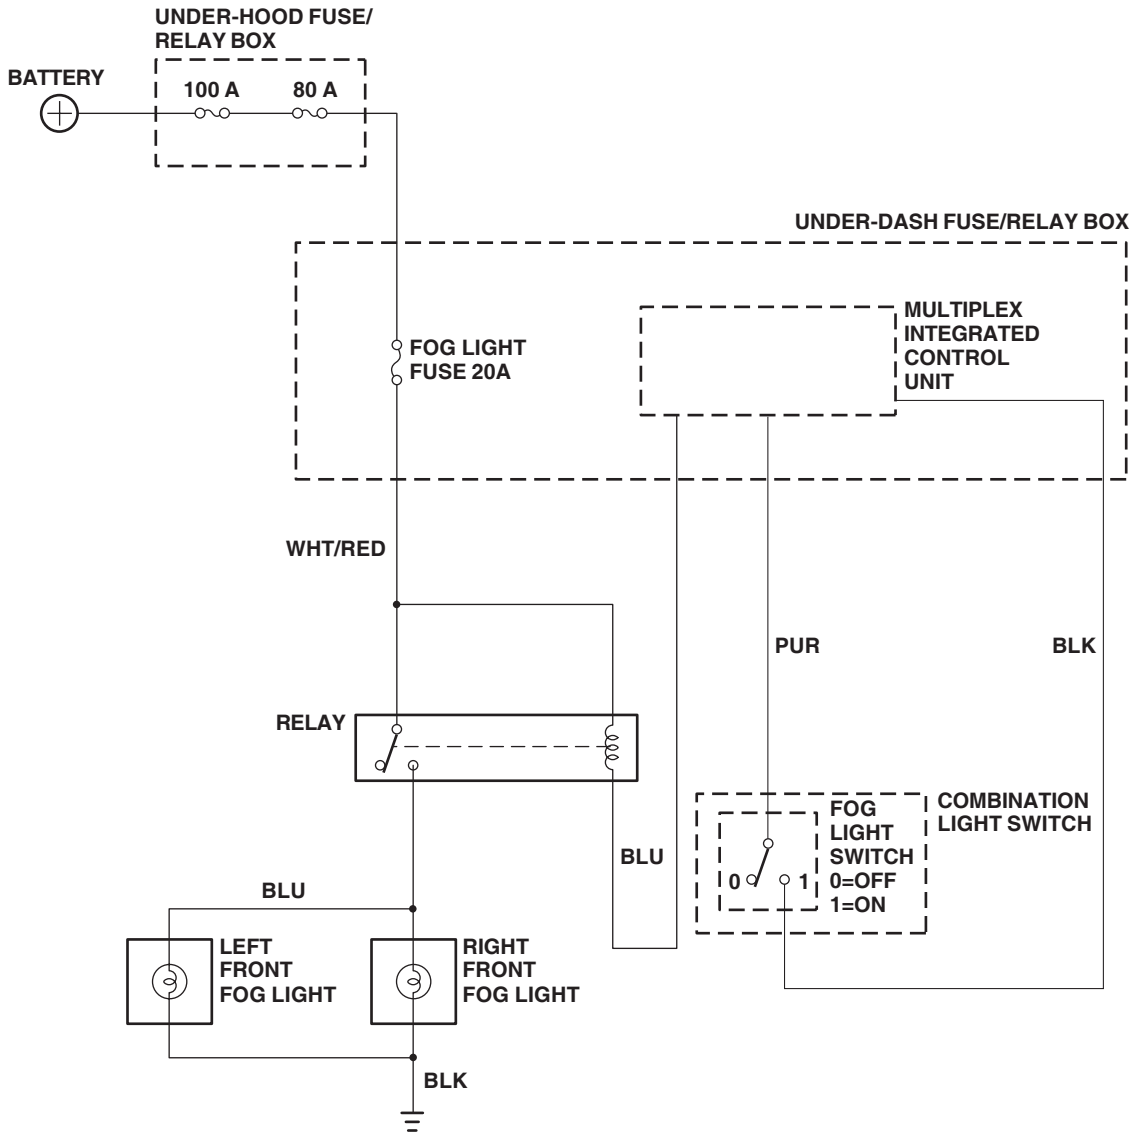 UNDER-HOOD FUSE/
RELAY BOX
BATTERY
100 A
80 A
UNDER-DASH FUSE/RELAY BOX
MULTIPLEX
INTEGRATED
CONTROL
UNIT
FOG LIGHT
FUSE 20A
WHT/RED
PUR
BLK
RELAY
COMBINATION
LIGHT SWITCH
FOG
LIGHT
SWITCH
0=OFF
1=ON
0
1
BLU
BLU
LEFT
FRONT
FOG LIGHT
RIGHT
FRONT
FOG LIGHT
BLK